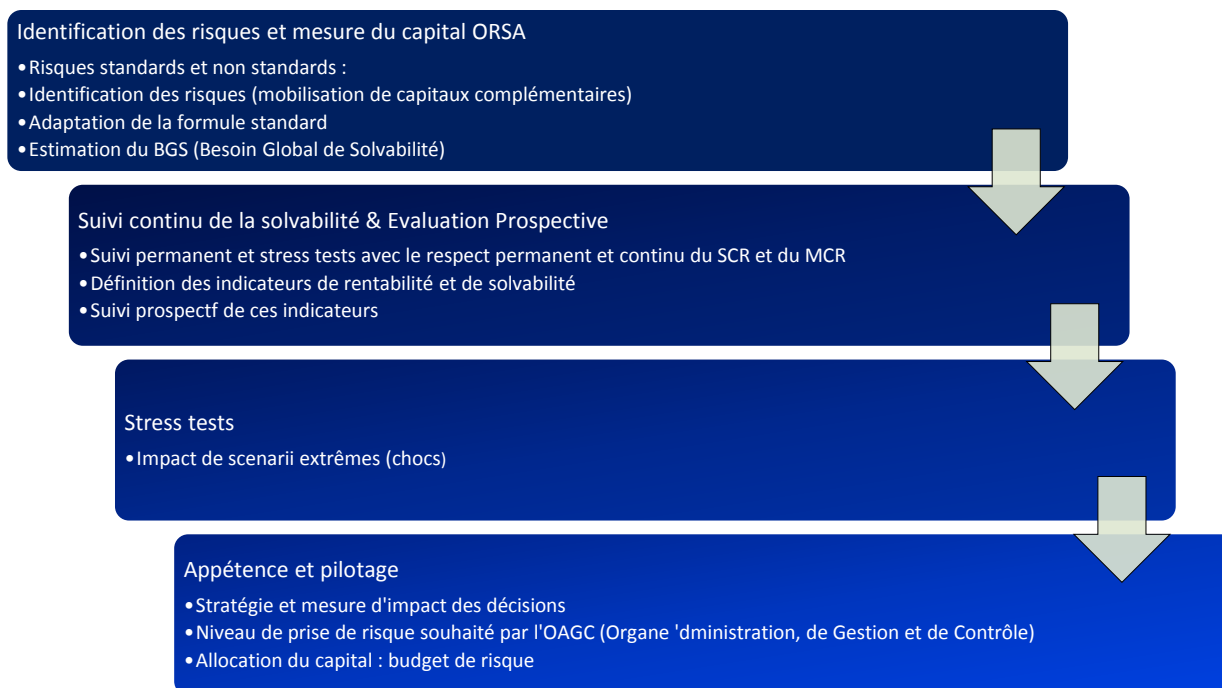 Identification des risques et mesure du capital ORSA
•Risques standards et non standards :
•Identification des risques (mobilisation de capitaux complémentaires)
•Adaptation de la formule standard
•Estimation du BGS (Besoin Global de Solvabilité)
Suivi continu de la solvabilité & Evaluation Prospective
•Suivi permanent et stress tests avec le respect permanent et continu du SCR et du MCR
•Définition des indicateurs de rentabilité et de solvabilité
•Suivi prospectf de ces indicateurs
Stress tests
•Impact de scenarii extrêmes (chocs)
Appétence et pilotage
•Stratégie et mesure d'impact des décisions
•Niveau de prise de risque souhaité par l'OAGC (Organe 'dministration, de Gestion et de Contrôle)
•Allocation du capital : budget de risque